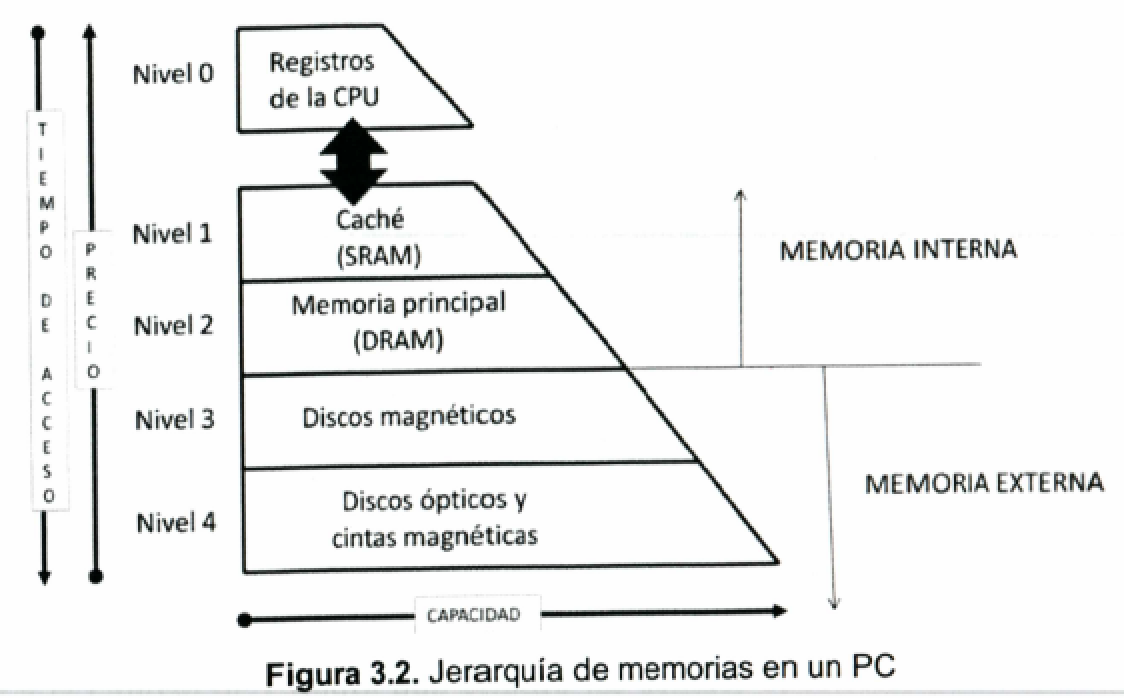 TIEMPO DE ACCESO
PRECIO
Nivel 0
Registros
de la CPU
Nivel 1
Caché
(SRAM)
Nivel 2
Memoria principal
(DRAM)
Nivel 3
Discos magnéticos
Nivel 4
Discos ópticos y
cintas magnéticas
MEMORIA INTERNA
MEMORIA EXTERNA
CAPACIDAD
Figura 3.2. Jerarquía de memorias en un PC